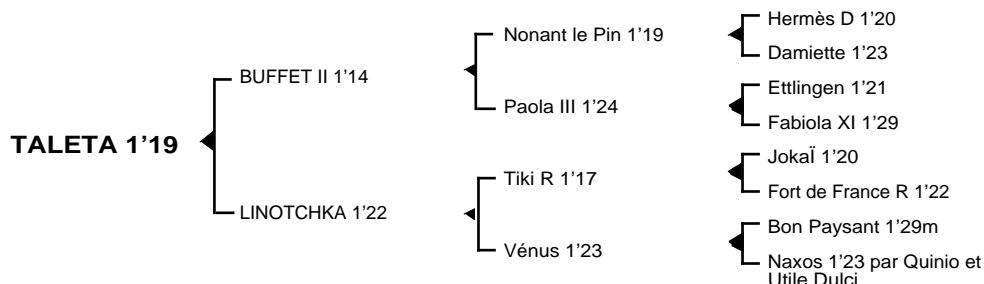 Hermès D 1'20
Nonant le Pin 1'19
Damiette 1'23
BUFFET II 1'14
Ettlingen 1'21
Paola III 1'24
Fabiola XI 1'29
TALETA 1’19
JokaÏ 1’20
Tiki R 1’17
Fort de France R 1’22
LINOTCHKA 1’22
Bon Paysant 1’29m
Vénus 1’23
Naxos 1’23 par Quinio et
Utile Dulci